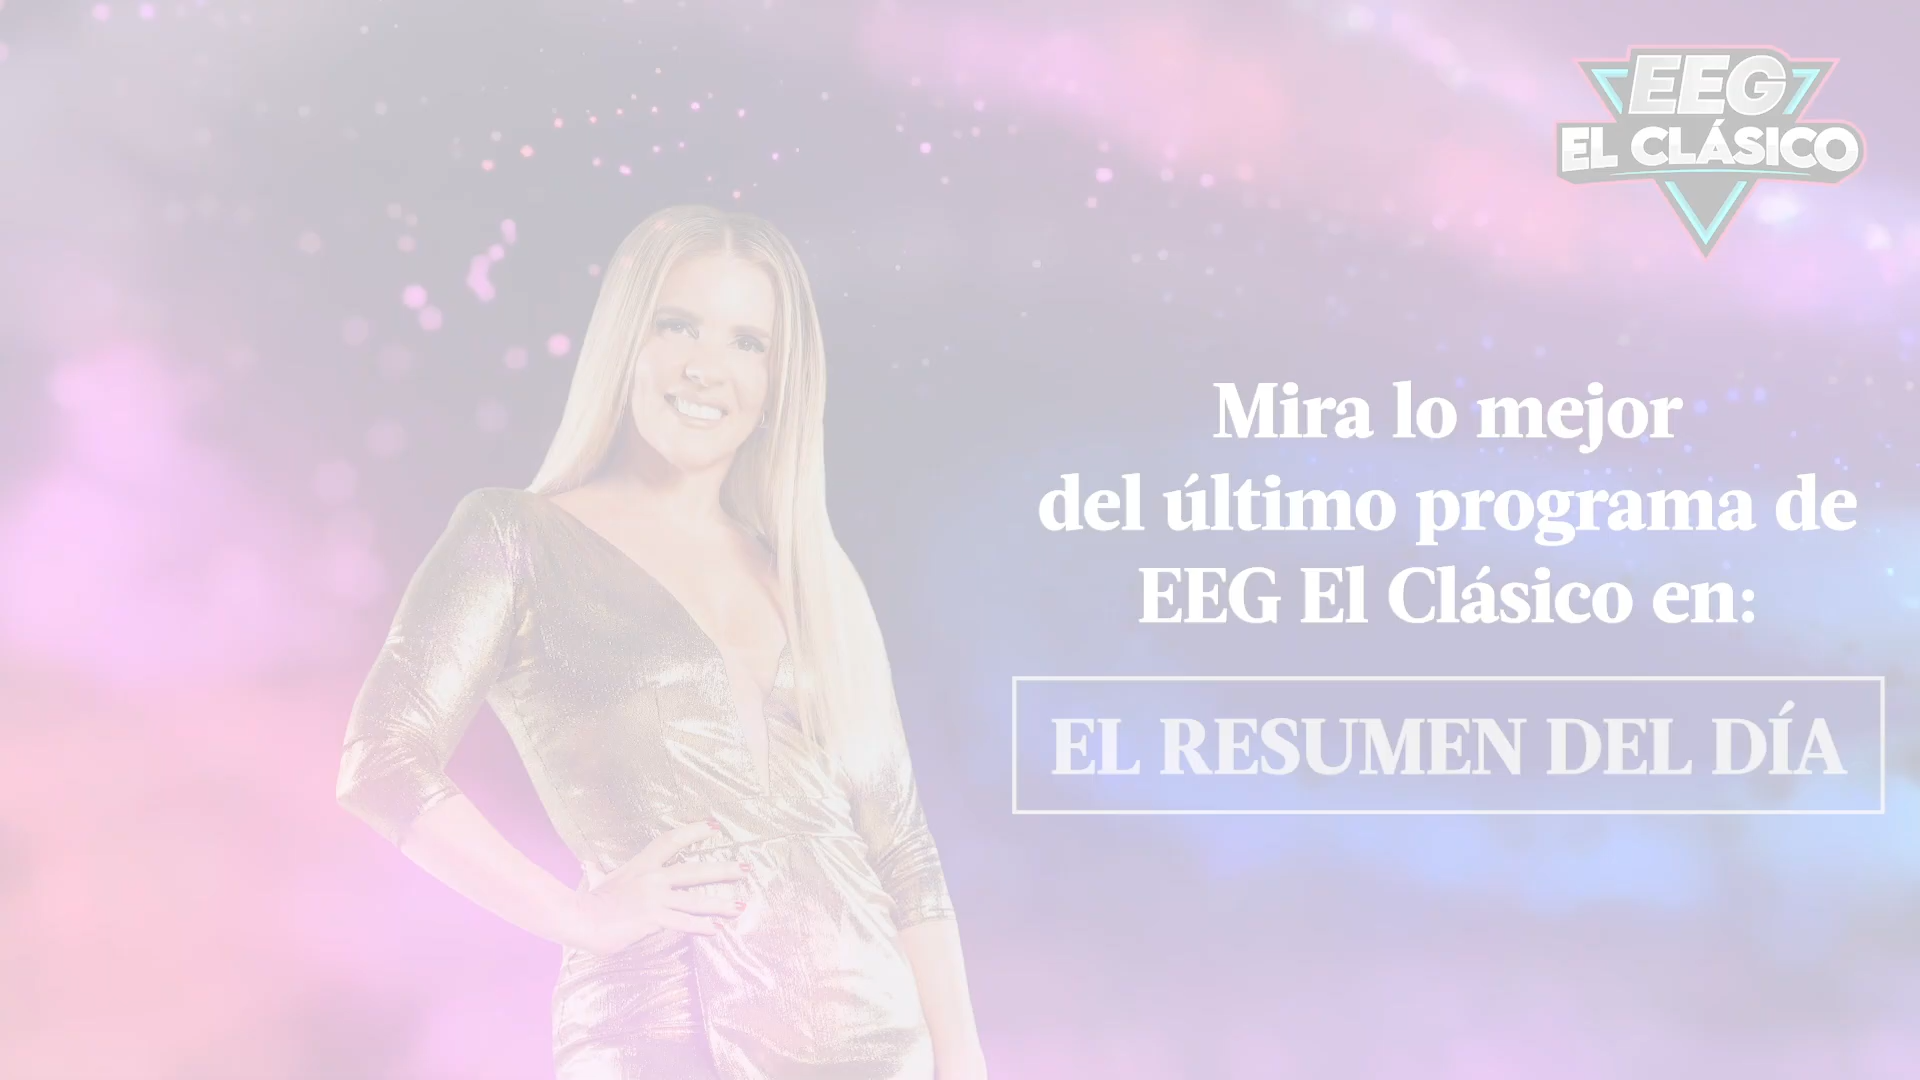 EEG
EL CLÁSICO
Mira lo mejor
del último programa de
EEG El Clásico en:
EL RESUMEN DEL DÍA